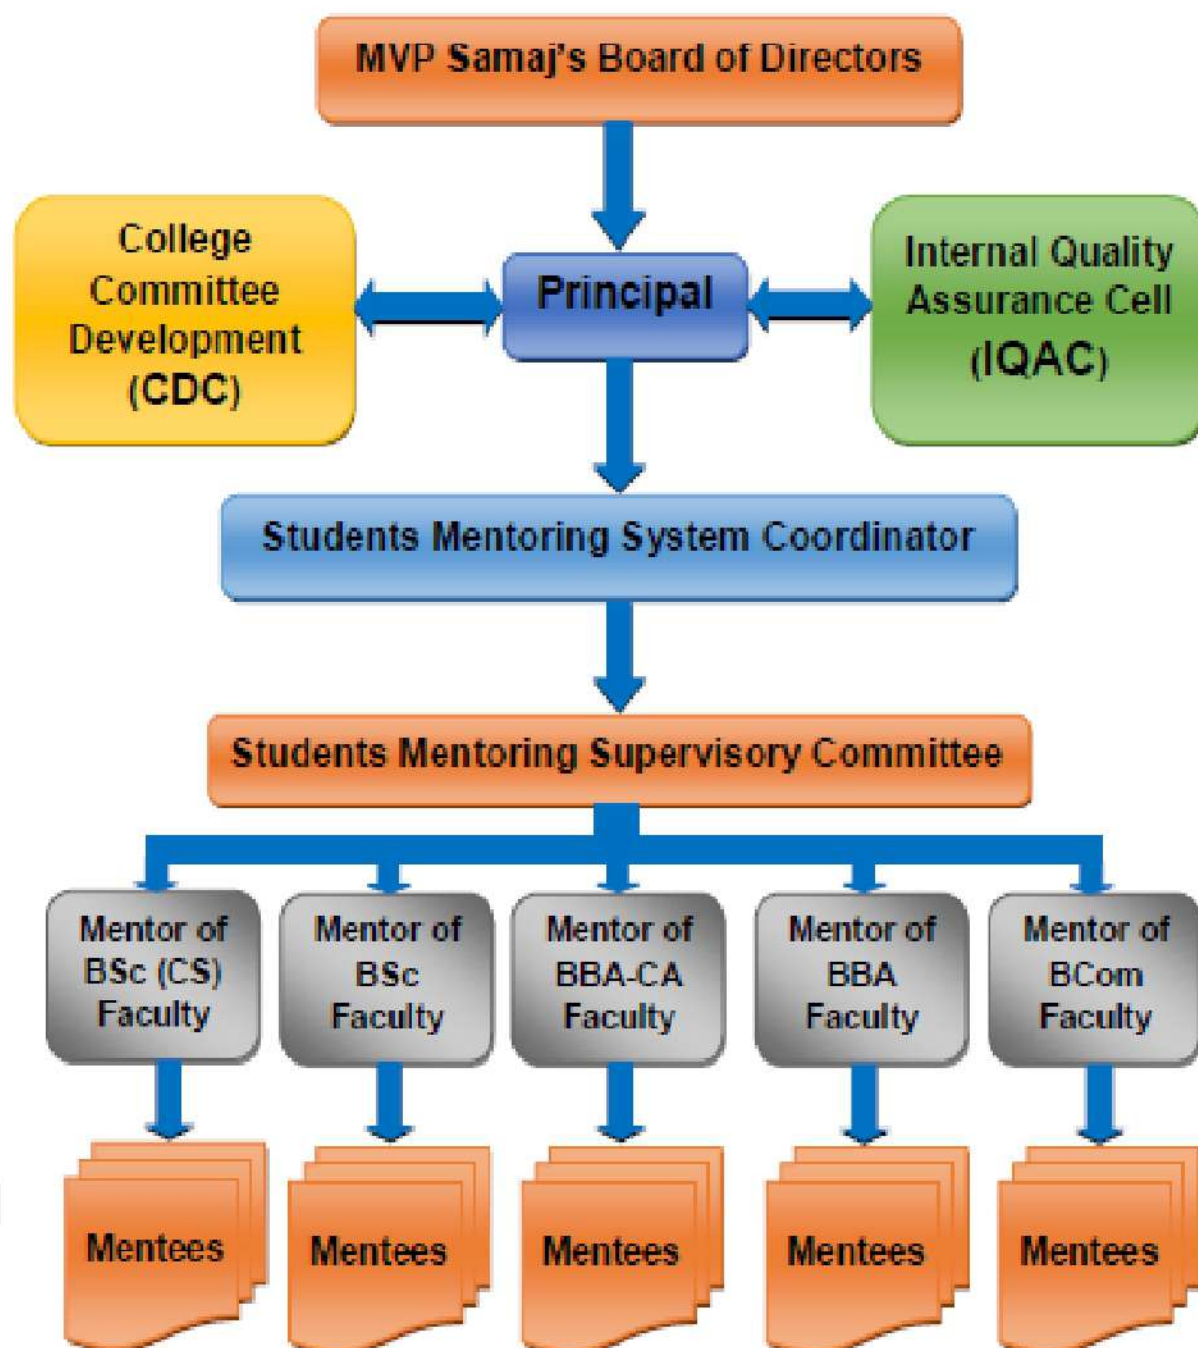 MVP Samaj's Board of Directors
College
Committee
Development
(CDC)
Principal
Internal Quality
Assurance Cell
(IQAC)
Students Mentoring System Coordinator
Students Mentoring Supervisory Committee
Mentor of
BSc (CS)
Faculty
Mentor of
BSc
Faculty
Mentor of
BBA-CA
Faculty
Mentor of
BBA
Faculty
Mentor of
BCom
Faculty
Mentees
Mentees
Mentees
Mentees
Mentees